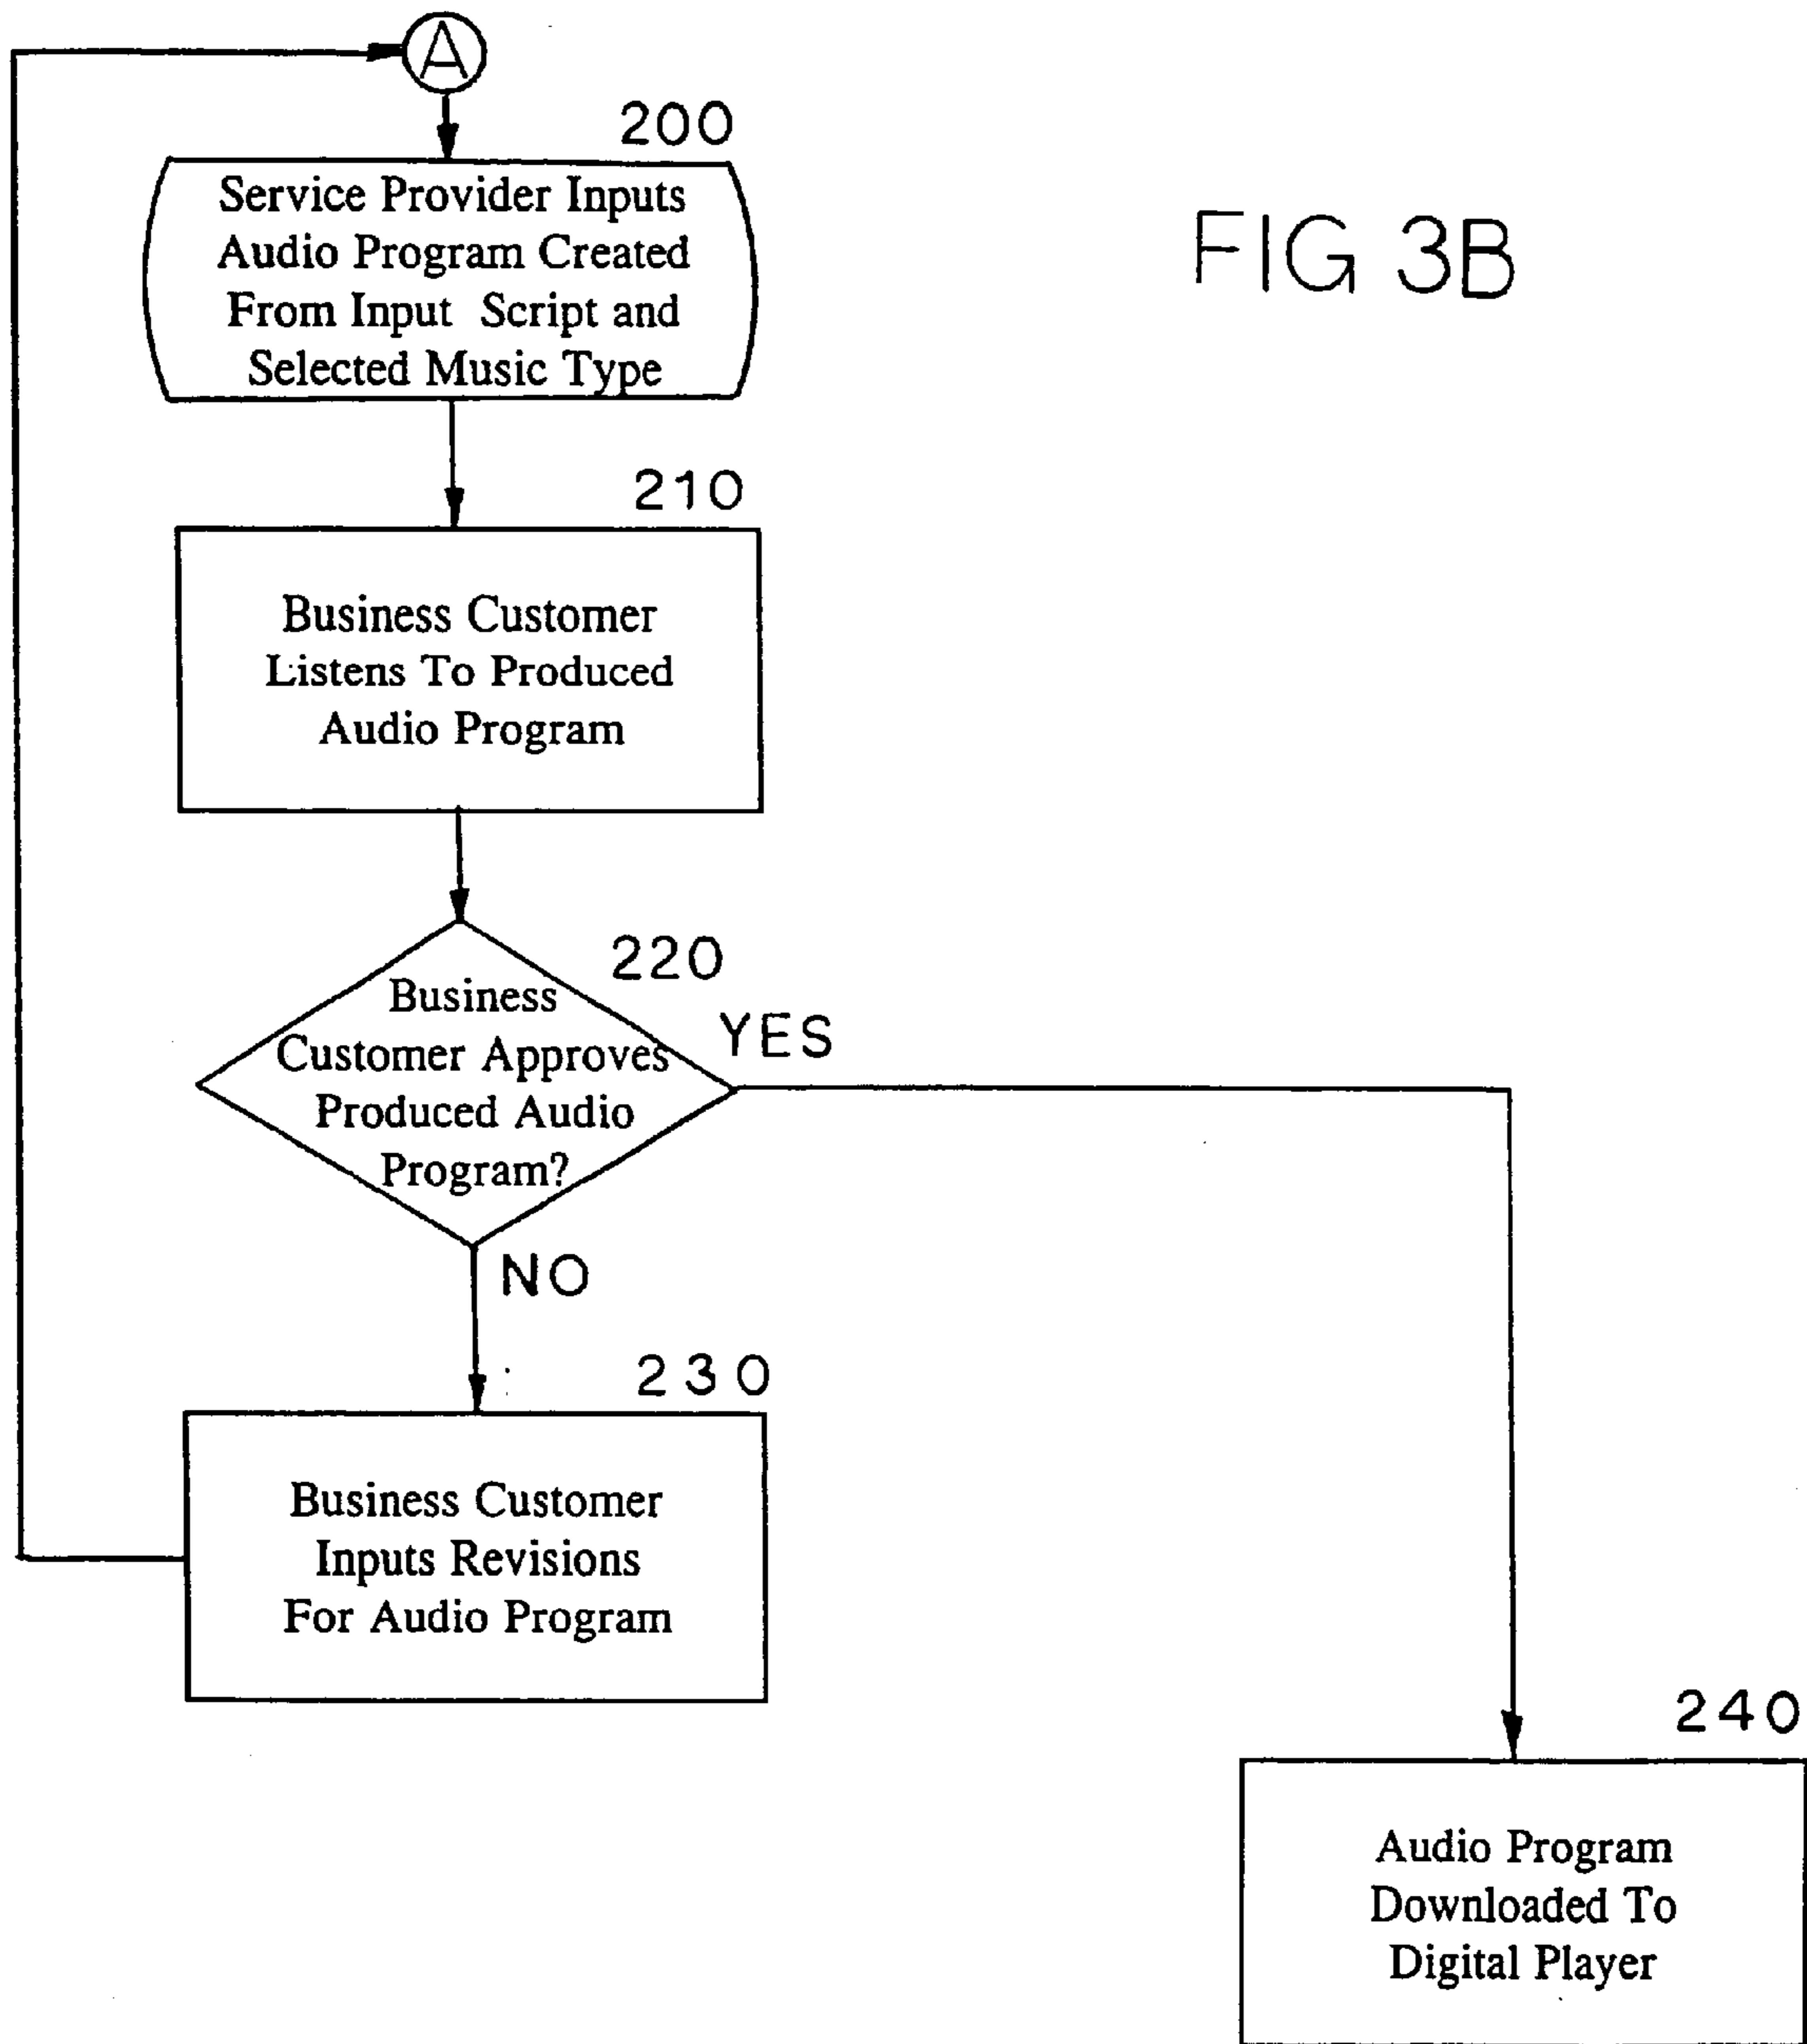 A
200
Service Provider Inputs
Audio Program Created
From Input Script and
Selected Music Type
FIG 3B
210
Business Customer
Listens To Produced
Audio Program
220
Business
Customer Approves
Produced Audio
Program?
YES
NO
230
Business Customer
Inputs Revisions
For Audio Program
240
Audio Program
Downloaded To
Digital Player